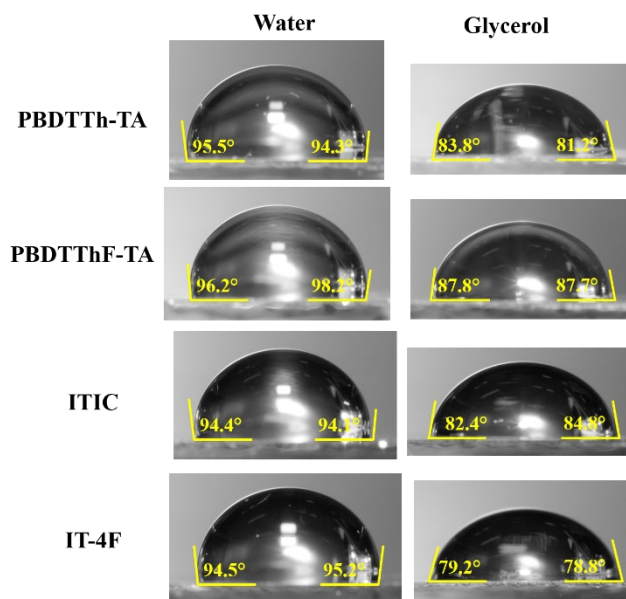 Water Glycerol
PBDTTh-TA
95.5° 94.3° 83.8° 81.2°
PBDTThF-TA
96.2° 98.2° 87.8° 87.7°
ITIC
94.4° 94.1° 82.4° 84.8°
IT-4F
94.5° 95.2° 79.2° 78.8°